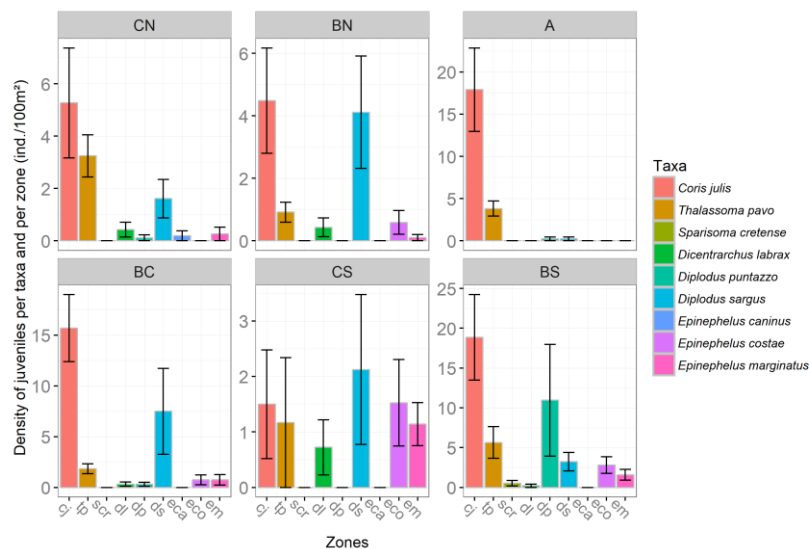 CN
BN
A
6
4
2
0
6
4
2
0
20
15
10
5
0
BC
CS
BS
15
10
5
0
3
2
1
0
25
20
15
10
5
0
cj. tp scr dl dp ds eca eco em
cj. tp scr dl dp ds eca eco em
cj. tp scr dl dp ds eca eco em
Zones
Density of juveniles per taxa and per zone (ind./100m²)
Taxa
Coris julis
Thalassoma pavo
Sparisoma cretense
Dicentrarchus labrax
Diplodus puntazzo
Diplodus sargus
Epinephelus caninus
Epinephelus costae
Epinephelus marginatus